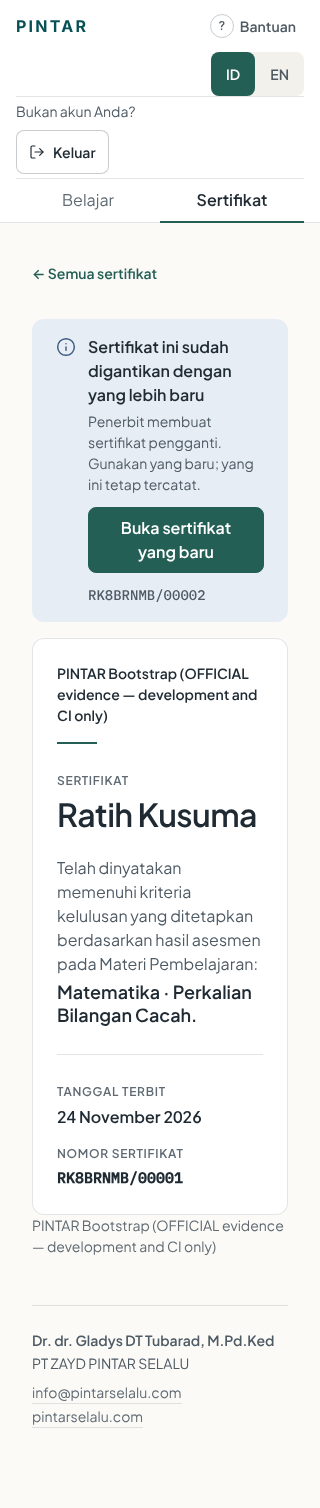 PINTAR
? Bantuan
ID EN
Bukan akun Anda?
Keluar
Belajar Sertifikat
← Semua sertifikat
Sertifikat ini sudah
digantikan dengan
yang lebih baru
Penerbit membuat
sertifikat pengganti.
Gunakan yang baru; yang
ini tetap tercatat.
Buka sertifikat
yang baru
RK8BRNMB/00002
PINTAR Bootstrap (OFFICIAL
evidence — development and
CI only)
SERTIFIKAT
Ratih Kusuma
Telah dinyatakan
memenuhi kriteria
kelulusan yang ditetapkan
berdasarkan hasil asesmen
pada Materi Pembelajaran:
Matematika · Perkalian
Bilangan Cacah.
TANGGAL TERBIT
24 November 2026
NOMOR SERTIFIKAT
RK8BRNMB/00001
PINTAR Bootstrap (OFFICIAL evidence
— development and CI only)
Dr. dr. Gladys DT Tubarad, M.Pd.Ked
PT ZAYD PINTAR SELALU
info@pintarselalu.com
pintarselalu.com